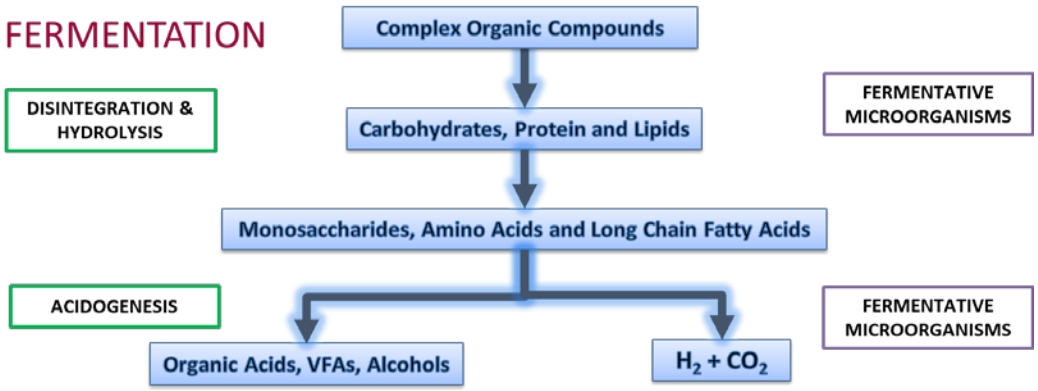 FERMENTATION
Complex Organic Compounds
DISINTEGRATION &
HYDROLYSIS
Carbohydrates, Protein and Lipids
FERMENTATIVE
MICROORGANISMS
Monosaccharides, Amino Acids and Long Chain Fatty Acids
ACIDOGENESIS
FERMENTATIVE
MICROORGANISMS
Organic Acids, VFAs, Alcohols
H₂ + CO₂